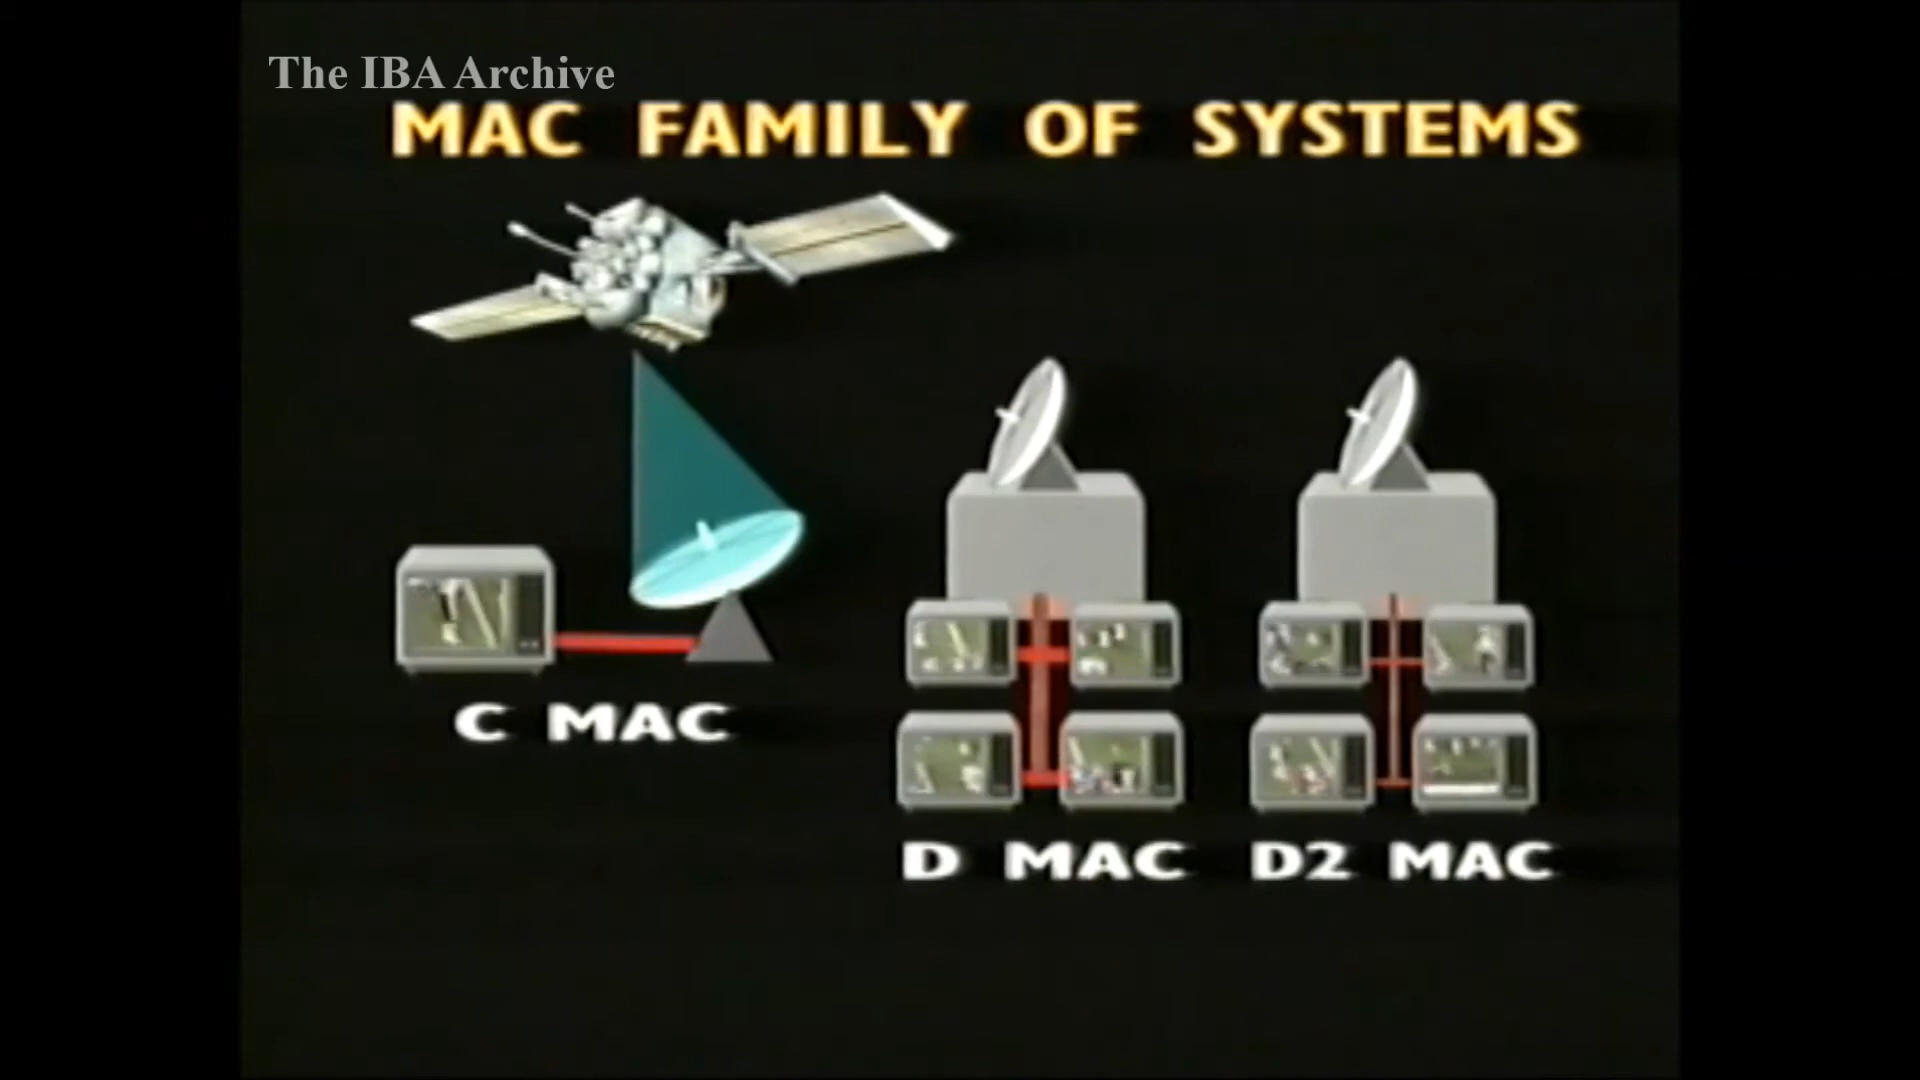 The IBA Archive
MAC FAMILY OF SYSTEMS
C MAC
D MAC
D2 MAC